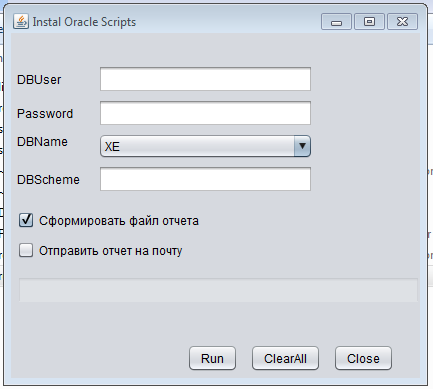 Instal Oracle Scripts
DBUser
Password
DBName
XE
DBScheme
Сформировать файл отчета
Отправить отчет на почту
Run ClearAll Close